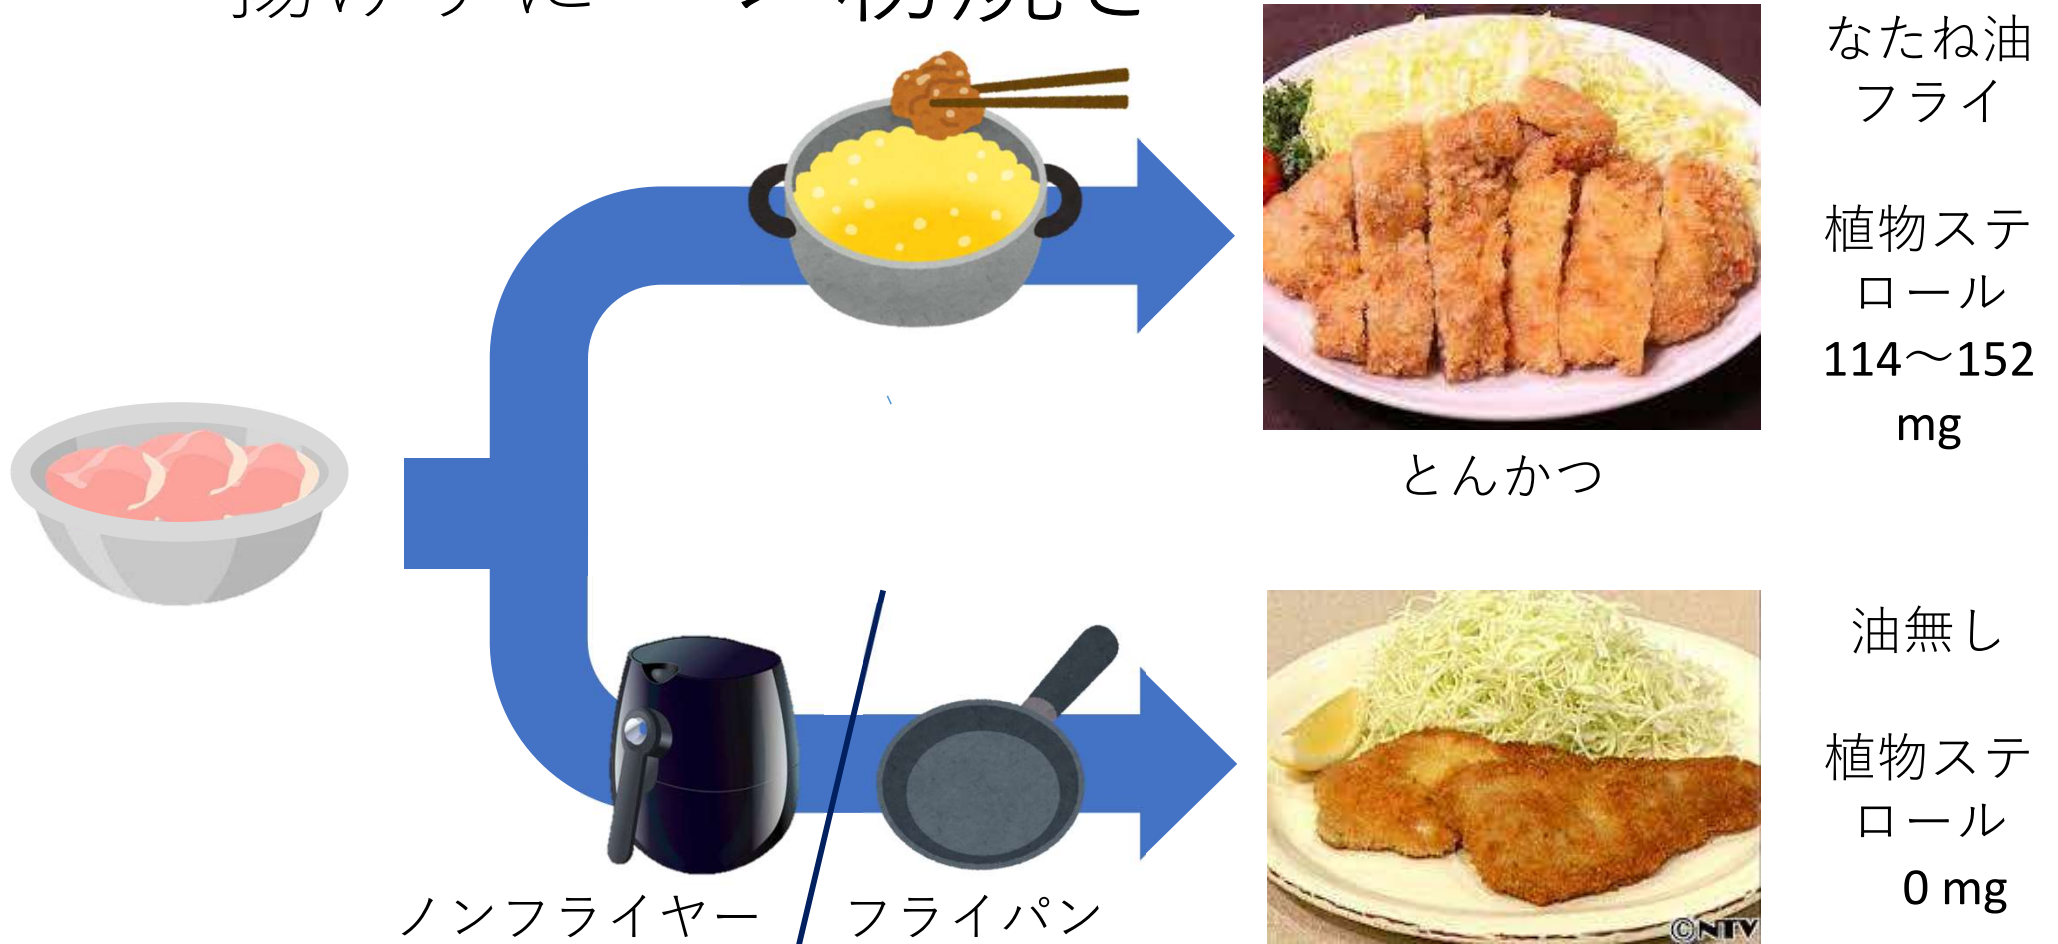 なたね油
フライ
植物ステ
ロール
114～152
mg
とんかつ
油無し
植物ステ
ロール
0 mg
ノンフライヤー
フライパン
©NTV